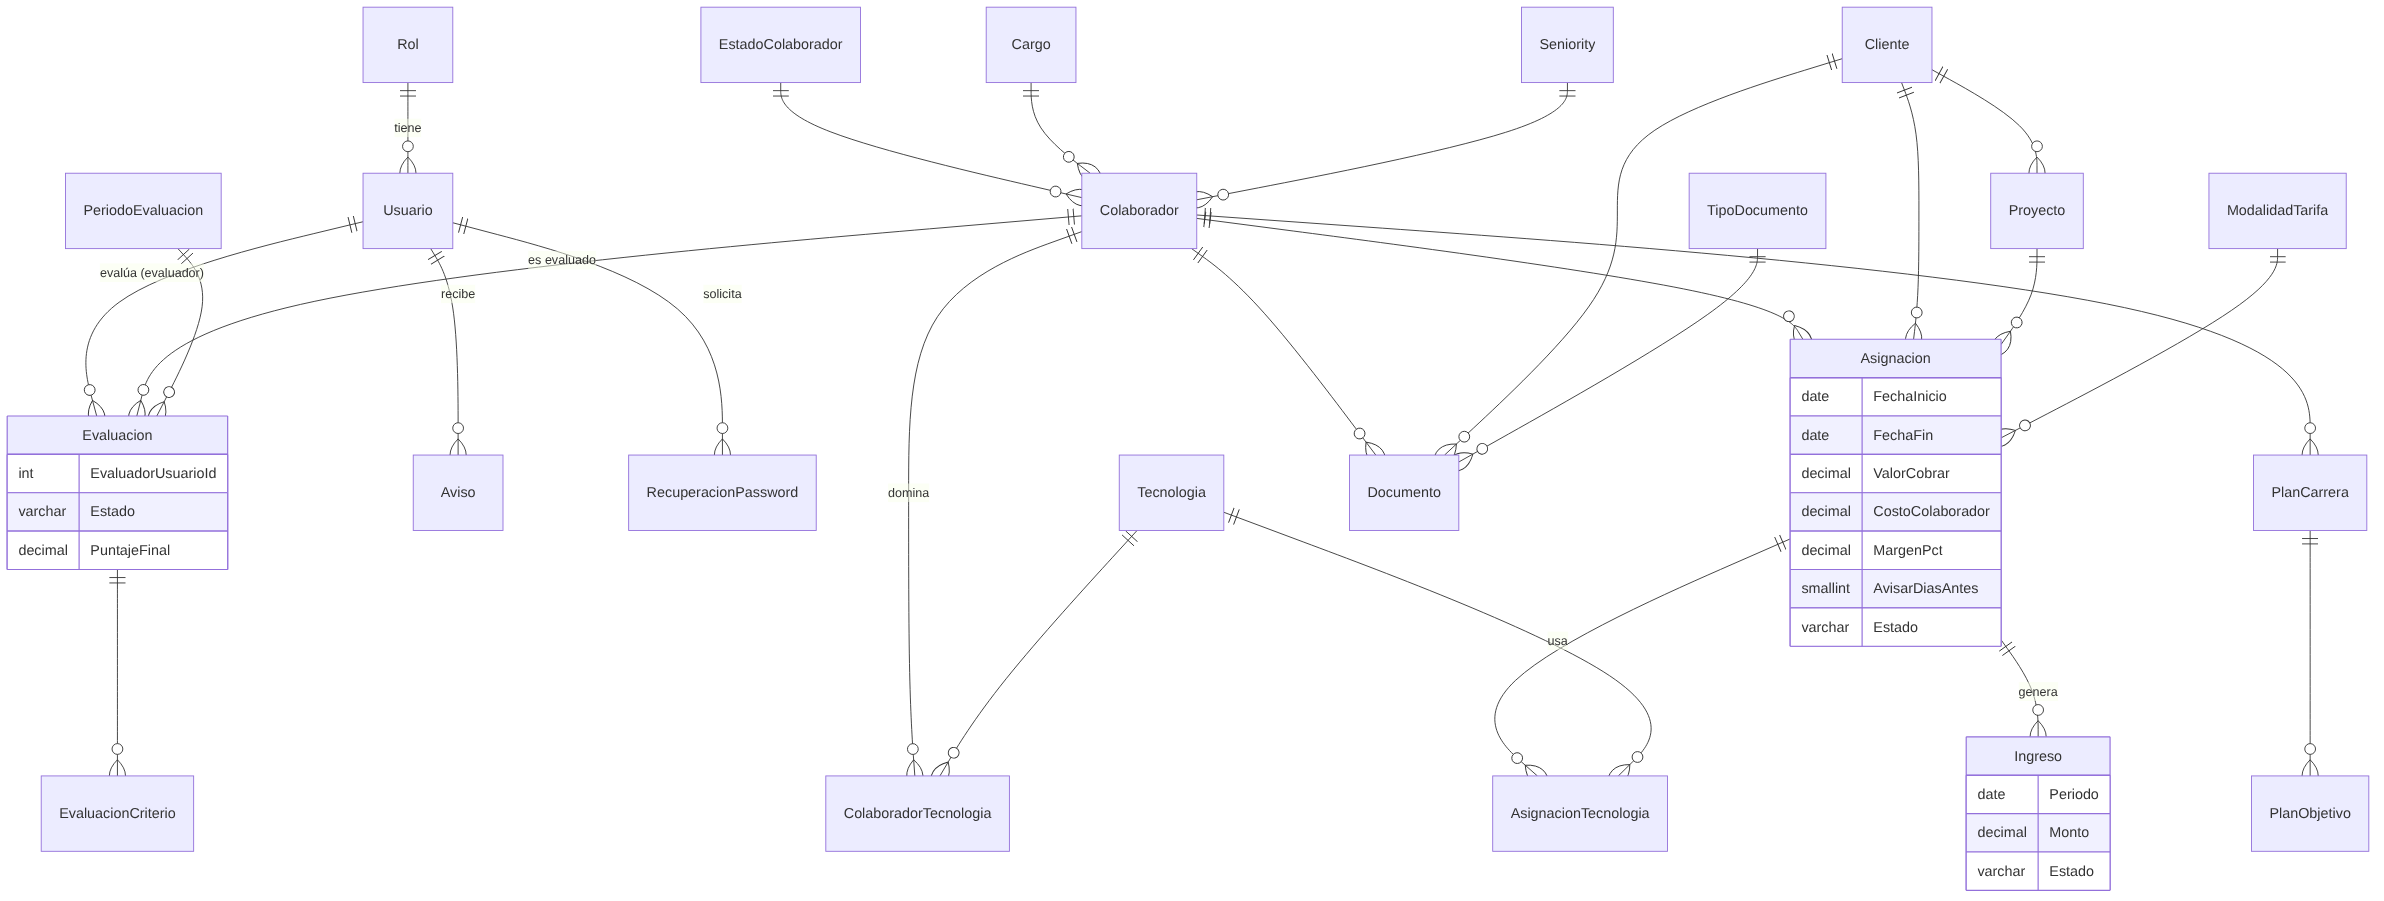 Rol
EstadoColaborador
Cargo
Seniority
Cliente
tiene
PeriodoEvaluacion
Usuario
Colaborador
TipoDocumento
Proyecto
ModalidadTarifa
evalúa (evaluador)
es evaluado
recibe
solicita
Asignacion
date FechaInicio
date FechaFin
decimal ValorCobrar
decimal CostoColaborador
decimal MargenPct
smallint AvisarDiasAntes
varchar Estado
Evaluacion
int EvaluadorUsuarioId
varchar Estado
decimal PuntajeFinal
Aviso
RecuperacionPassword
domina
Tecnologia
Documento
PlanCarrera
usa
genera
EvaluacionCriterio
ColaboradorTecnologia
AsignacionTecnologia
Ingreso
date Periodo
decimal Monto
varchar Estado
PlanObjetivo